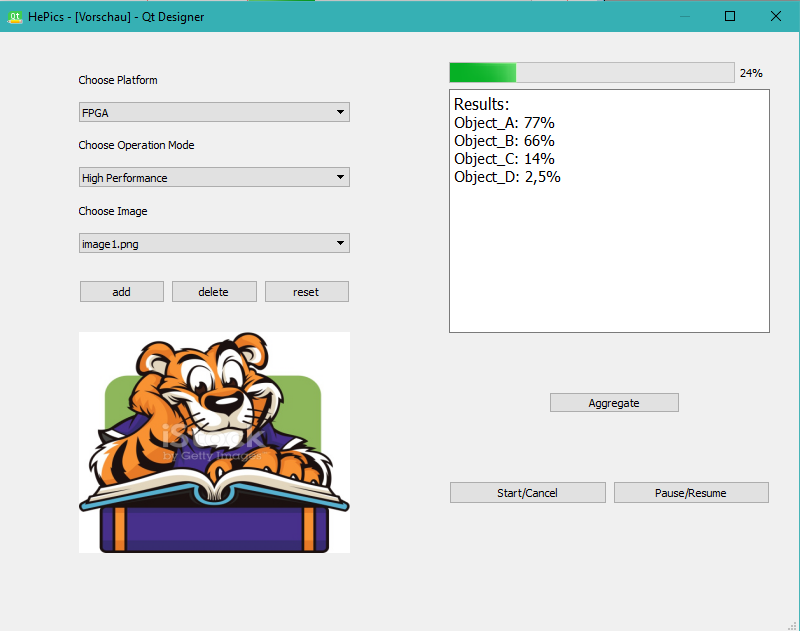 HePics - [Vorschau] - Qt Designer
Choose Platform
FPGA
Choose Operation Mode
High Performance
Choose Image
image1.png
add delete reset
iStock
by Getty Images™
24%
Results:
Object_A: 77%
Object_B: 66%
Object_C: 14%
Object_D: 2,5%
Aggregate
Start/Cancel Pause/Resume